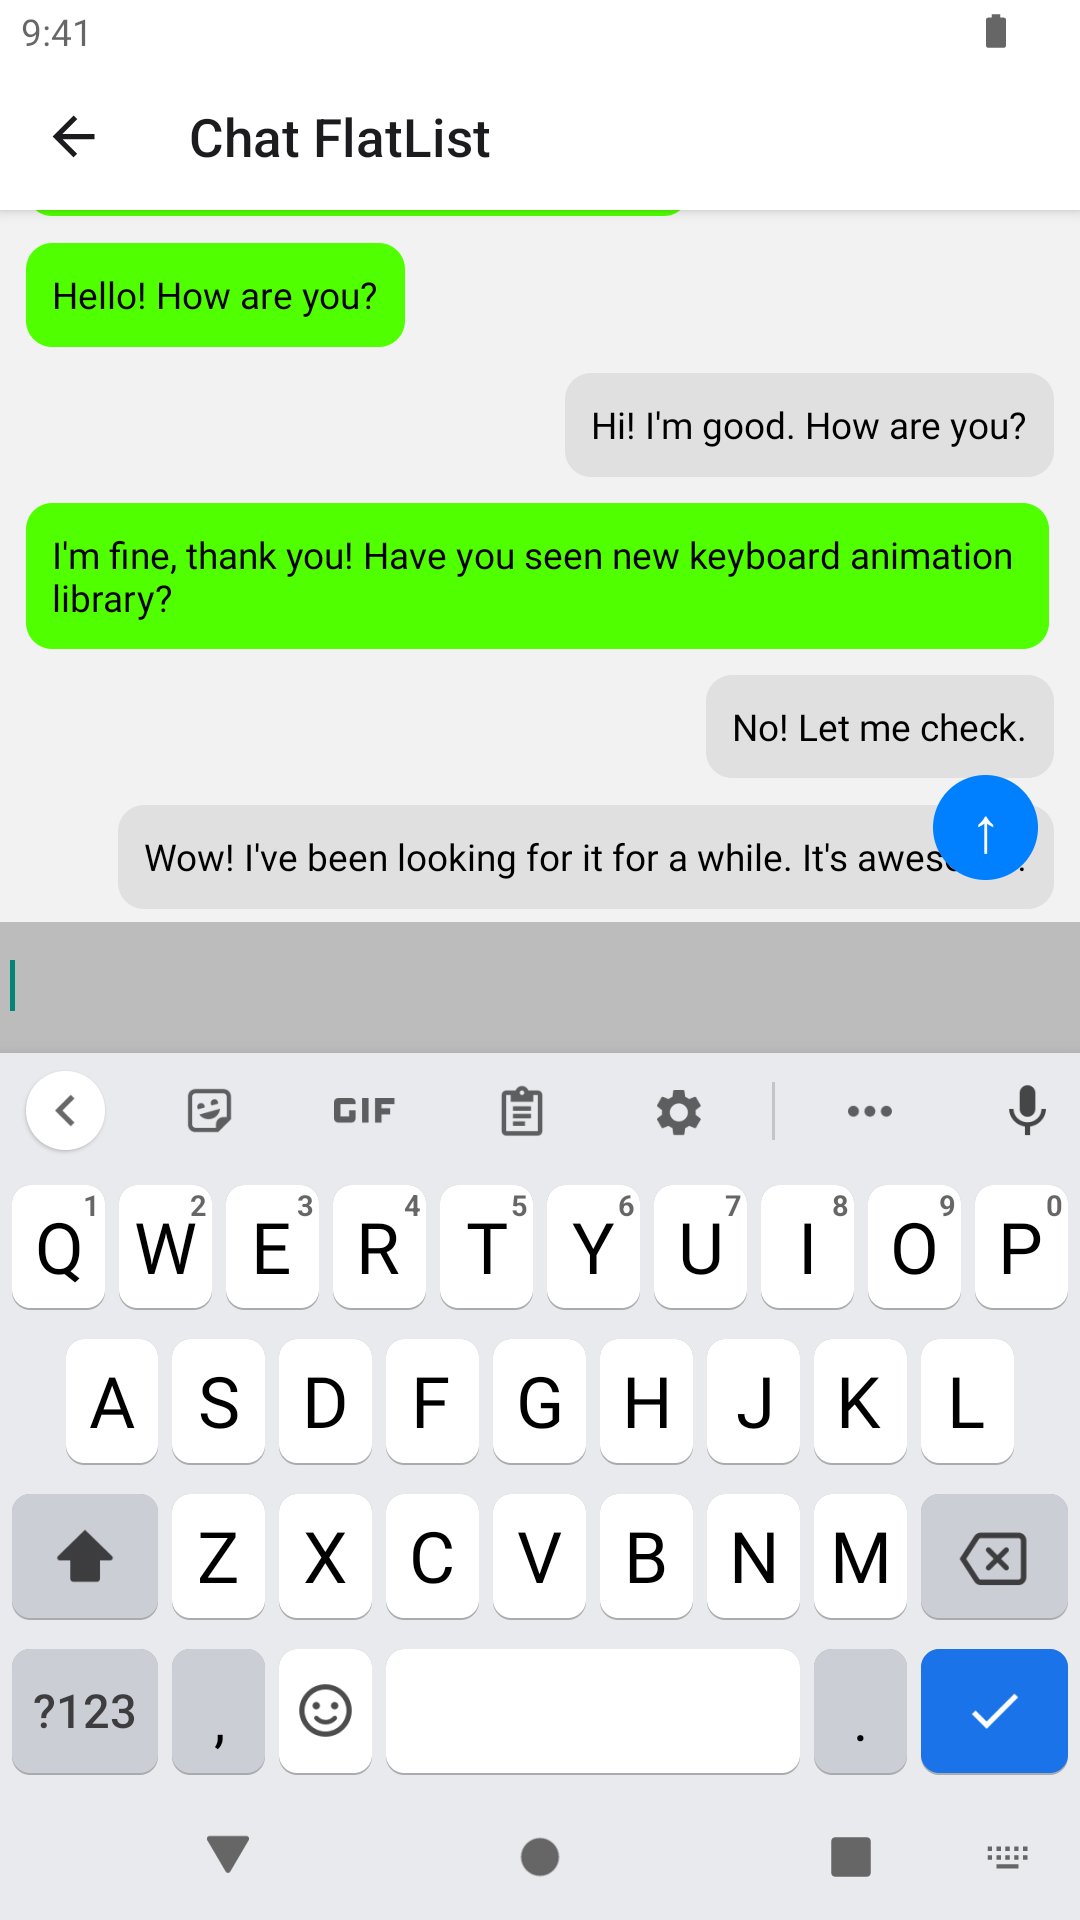 9:41
Chat FlatList
Hello! How are you?
Hi! I'm good. How are you?
I'm fine, thank you! Have you seen new keyboard animation
library?
No! Let me check.
↑
Wow! I've been looking for it for a while. It's
GIF
1 2 3 4 5 6 7 8 9 0
Q W E R T Y U I O P
A S D F G H J K L
Z X C V B N M
?123 , .